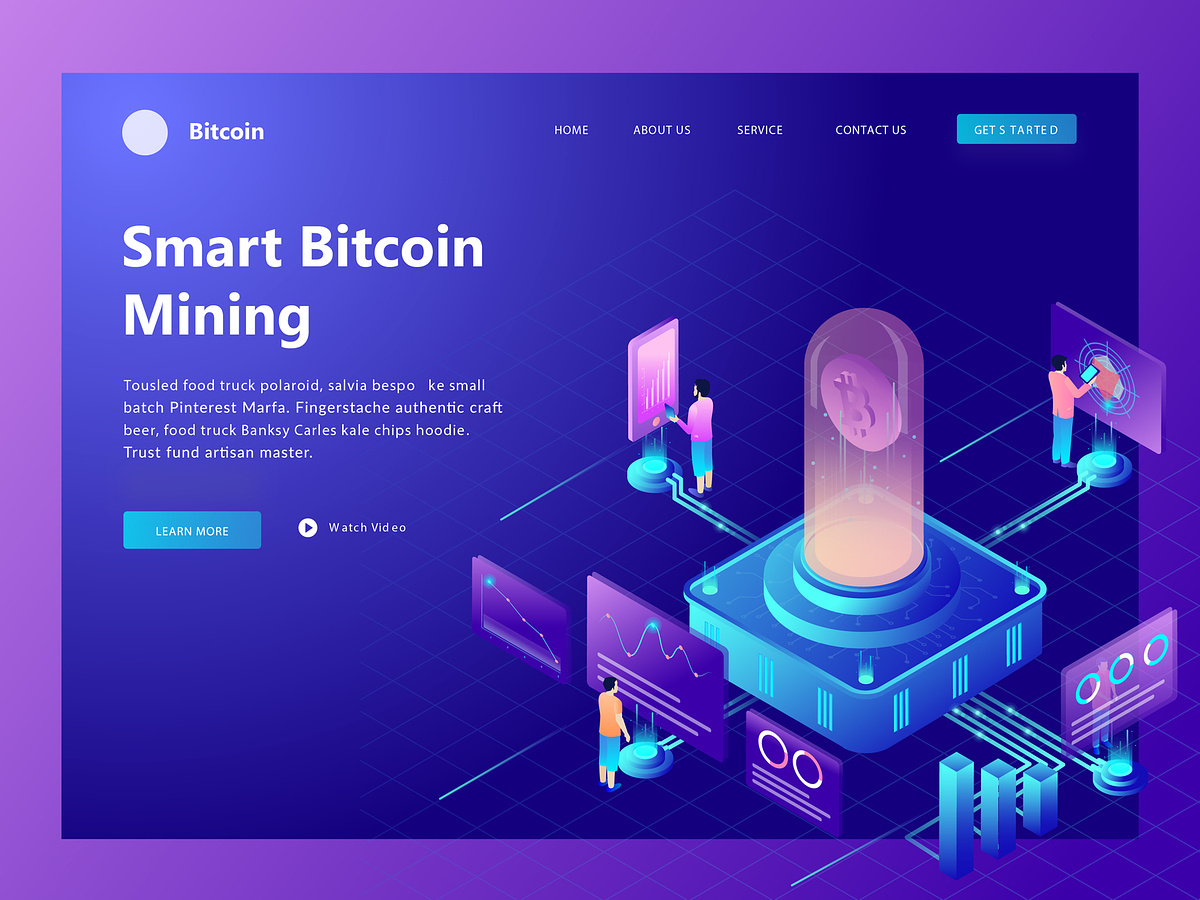 Bitcoin
HOME
ABOUT US
SERVICE
CONTACT US
GET S TARTE D
Smart Bitcoin
Mining
Tousled food truck polaroid, salvia bespo ke small
batch Pinterest Marfa. Fingerstache authentic craft
beer, food truck Banksy Carles kale chips hoodie.
Trust fund artisan master.
LEARN MORE
Watch Video